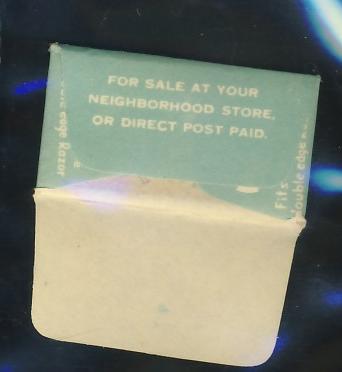 FOR SALE AT YOUR
NEIGHBORHOOD STORE,
OR DIRECT POST PAID.
edge Razor
Fits
double edge